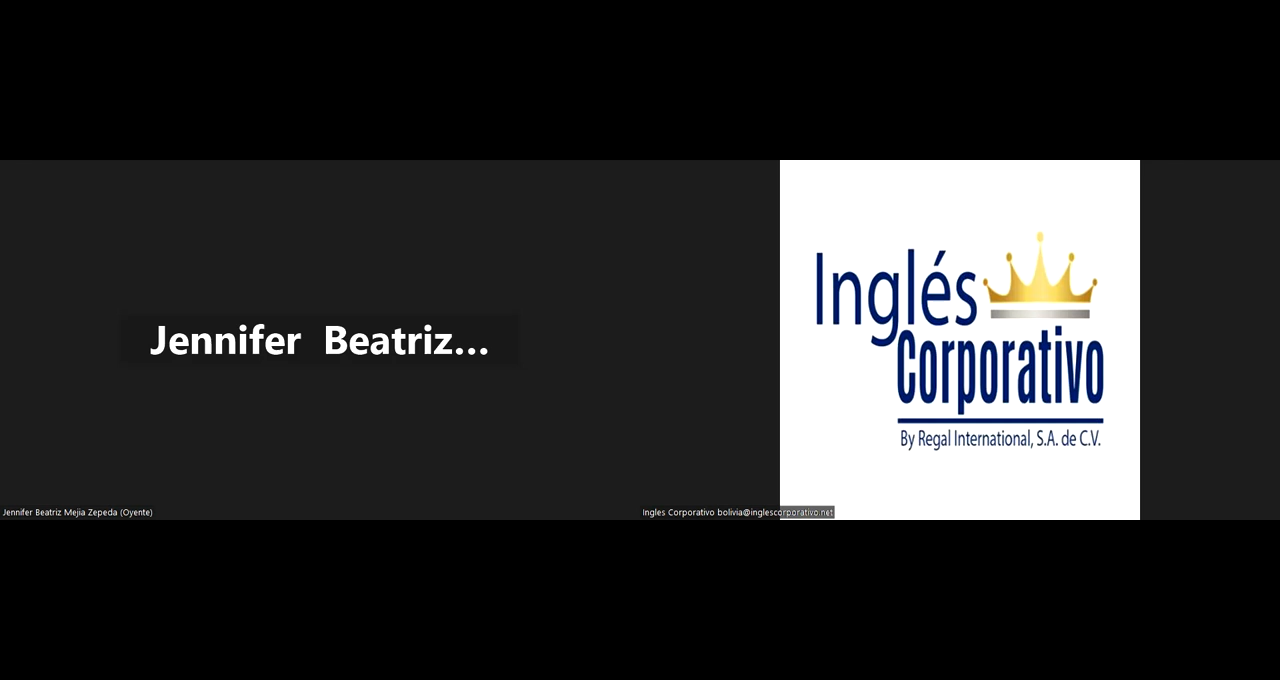 Jennifer  Beatriz...
Jennifer Beatriz Mejia Zepeda (Oyente)
Inglés
Corporativo
By Regal International, S.A. de C.V.
Ingles Corporativo bolivia@inglescorporativo.net